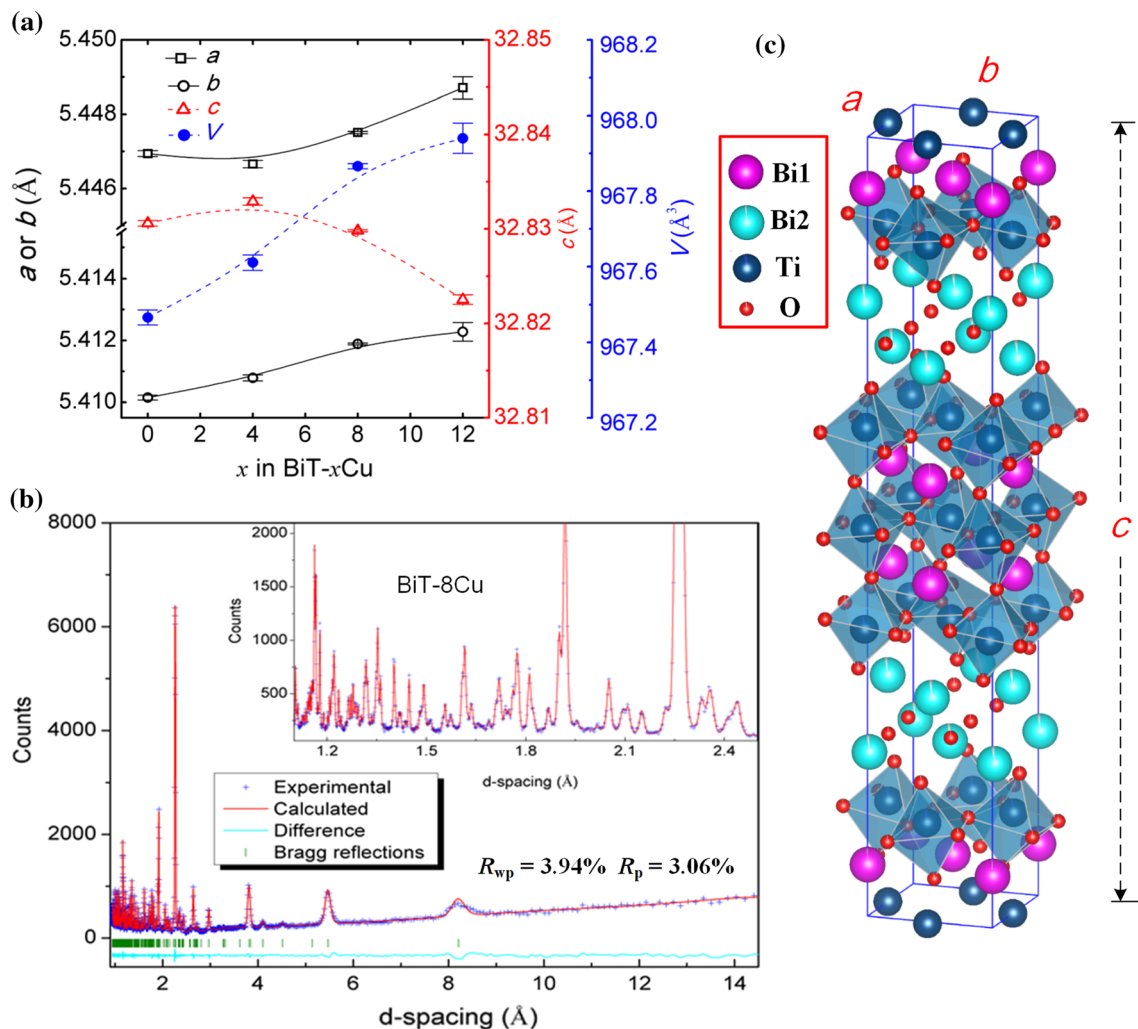 (a)
5.450
5.448
5.446
5.414
5.412
5.410
a or b (Å)
a
b
c
V
32.85
32.84
32.83
32.82
32.81
c (Å)
968.2
968.0
967.8
967.6
967.4
967.2
V (Å³)
0 2 4 6 8 10 12
x in BiT-xCu
(b)
8000
6000
4000
2000
0
Counts
2000
1500
1000
500
Counts
BiT-8Cu
1.2 1.5 1.8 2.1 2.4
d-spacing (Å)
Experimental
Calculated
Difference
Bragg reflections
Rwp = 3.94% Rp = 3.06%
2 4 6 8 10 12 14
d-spacing (Å)
(c)
a
b
c
Bi1
Bi2
Ti
O